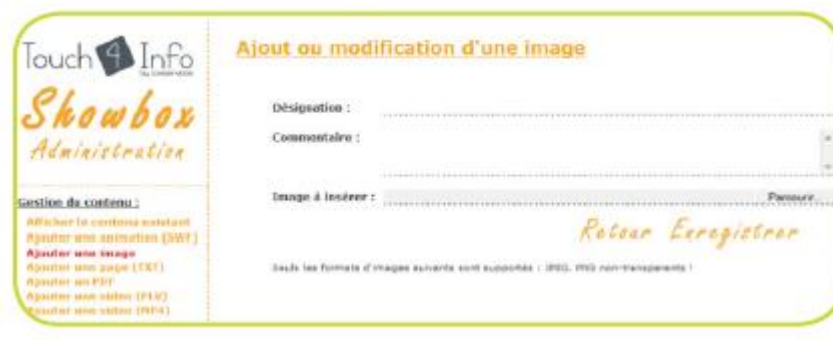 Touch 4 Info
Showbox
Administration
Gestion du contenu :
Afficher le contenu existant
Ajouter une animation (SWF)
Ajouter une image
Ajouter une page (TXT)
Ajouter un PDF
Ajouter une video (FLV)
Ajouter une video (MP4)
Ajout ou modification d'une image
Désignation :
Commentaire :
Image à insérer :
Parcourir...
Retour Enregistrer
Seuls les formats d'images suivants sont supportés : JPEG, PNG non-transparents !